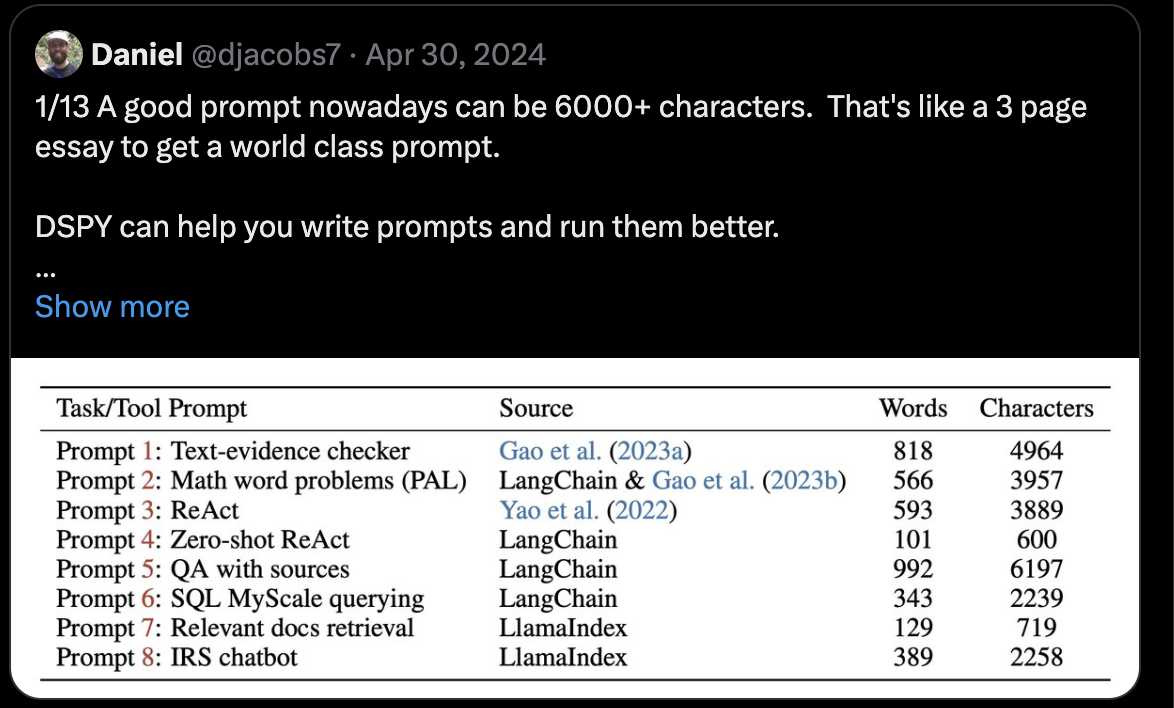 Daniel @djacobs7 · Apr 30, 2024
1/13 A good prompt nowadays can be 6000+ characters.  That's like a 3 page
essay to get a world class prompt.
DSPY can help you write prompts and run them better.
...
Show more
Task/Tool Prompt Source Words Characters
Prompt 1: Text-evidence checker Gao et al. (2023a) 818 4964
Prompt 2: Math word problems (PAL) LangChain & Gao et al. (2023b) 566 3957
Prompt 3: ReAct Yao et al. (2022) 593 3889
Prompt 4: Zero-shot ReAct LangChain 101 600
Prompt 5: QA with sources LangChain 992 6197
Prompt 6: SQL MyScale querying LangChain 343 2239
Prompt 7: Relevant docs retrieval LlamaIndex 129 719
Prompt 8: IRS chatbot LlamaIndex 389 2258